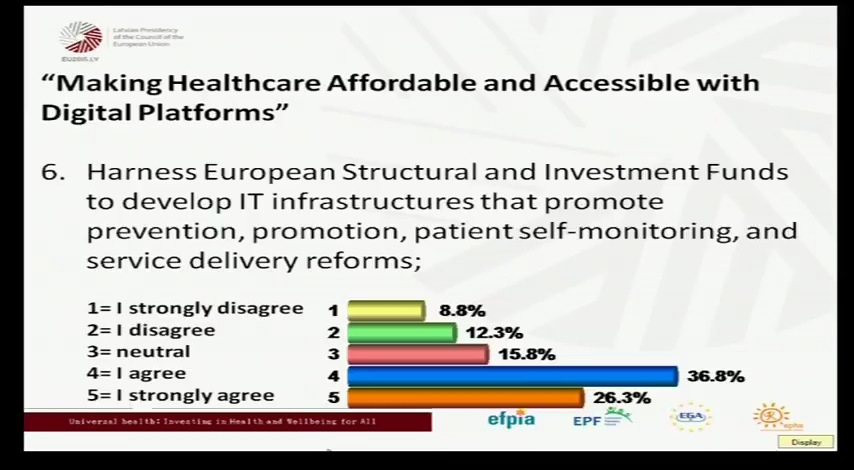 Latvian Presidency
of the Council of the
European Union
EU2015.LV
“Making Healthcare Affordable and Accessible with
Digital Platforms”
6. Harness European Structural and Investment Funds
to develop IT infrastructures that promote
prevention, promotion, patient self-monitoring, and
service delivery reforms;
1= I strongly disagree 1 8.8%
2= I disagree 2 12.3%
3= neutral 3 15.8%
4= I agree 4 36.8%
5= I strongly agree 5 26.3%
Universal health: Investing in Health and Wellbeing for All
efpia EPF EGA epha
Display